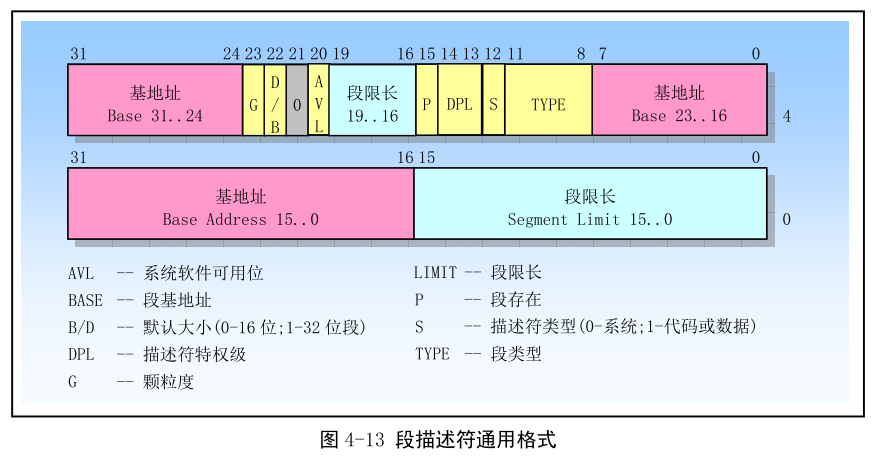 31 24 23 22 21 20 19 16 15 14 13 12 11 8 7 0
基地址 Base 31..24 G D/B 0 AVL 段限长 19..16 P DPL S TYPE 基地址 Base 23..16 4
31 16 15 0
基地址 段限长
Base Address 15..0 Segment Limit 15..0 0
AVL -- 系统软件可用位 LIMIT -- 段限长
BASE -- 段基地址 P -- 段存在
B/D -- 默认大小(0-16位;1-32位段) S -- 描述符类型(0-系统;1-代码或数据)
DPL -- 描述符特权级 TYPE -- 段类型
G -- 颗粒度
图 4-13 段描述符通用格式